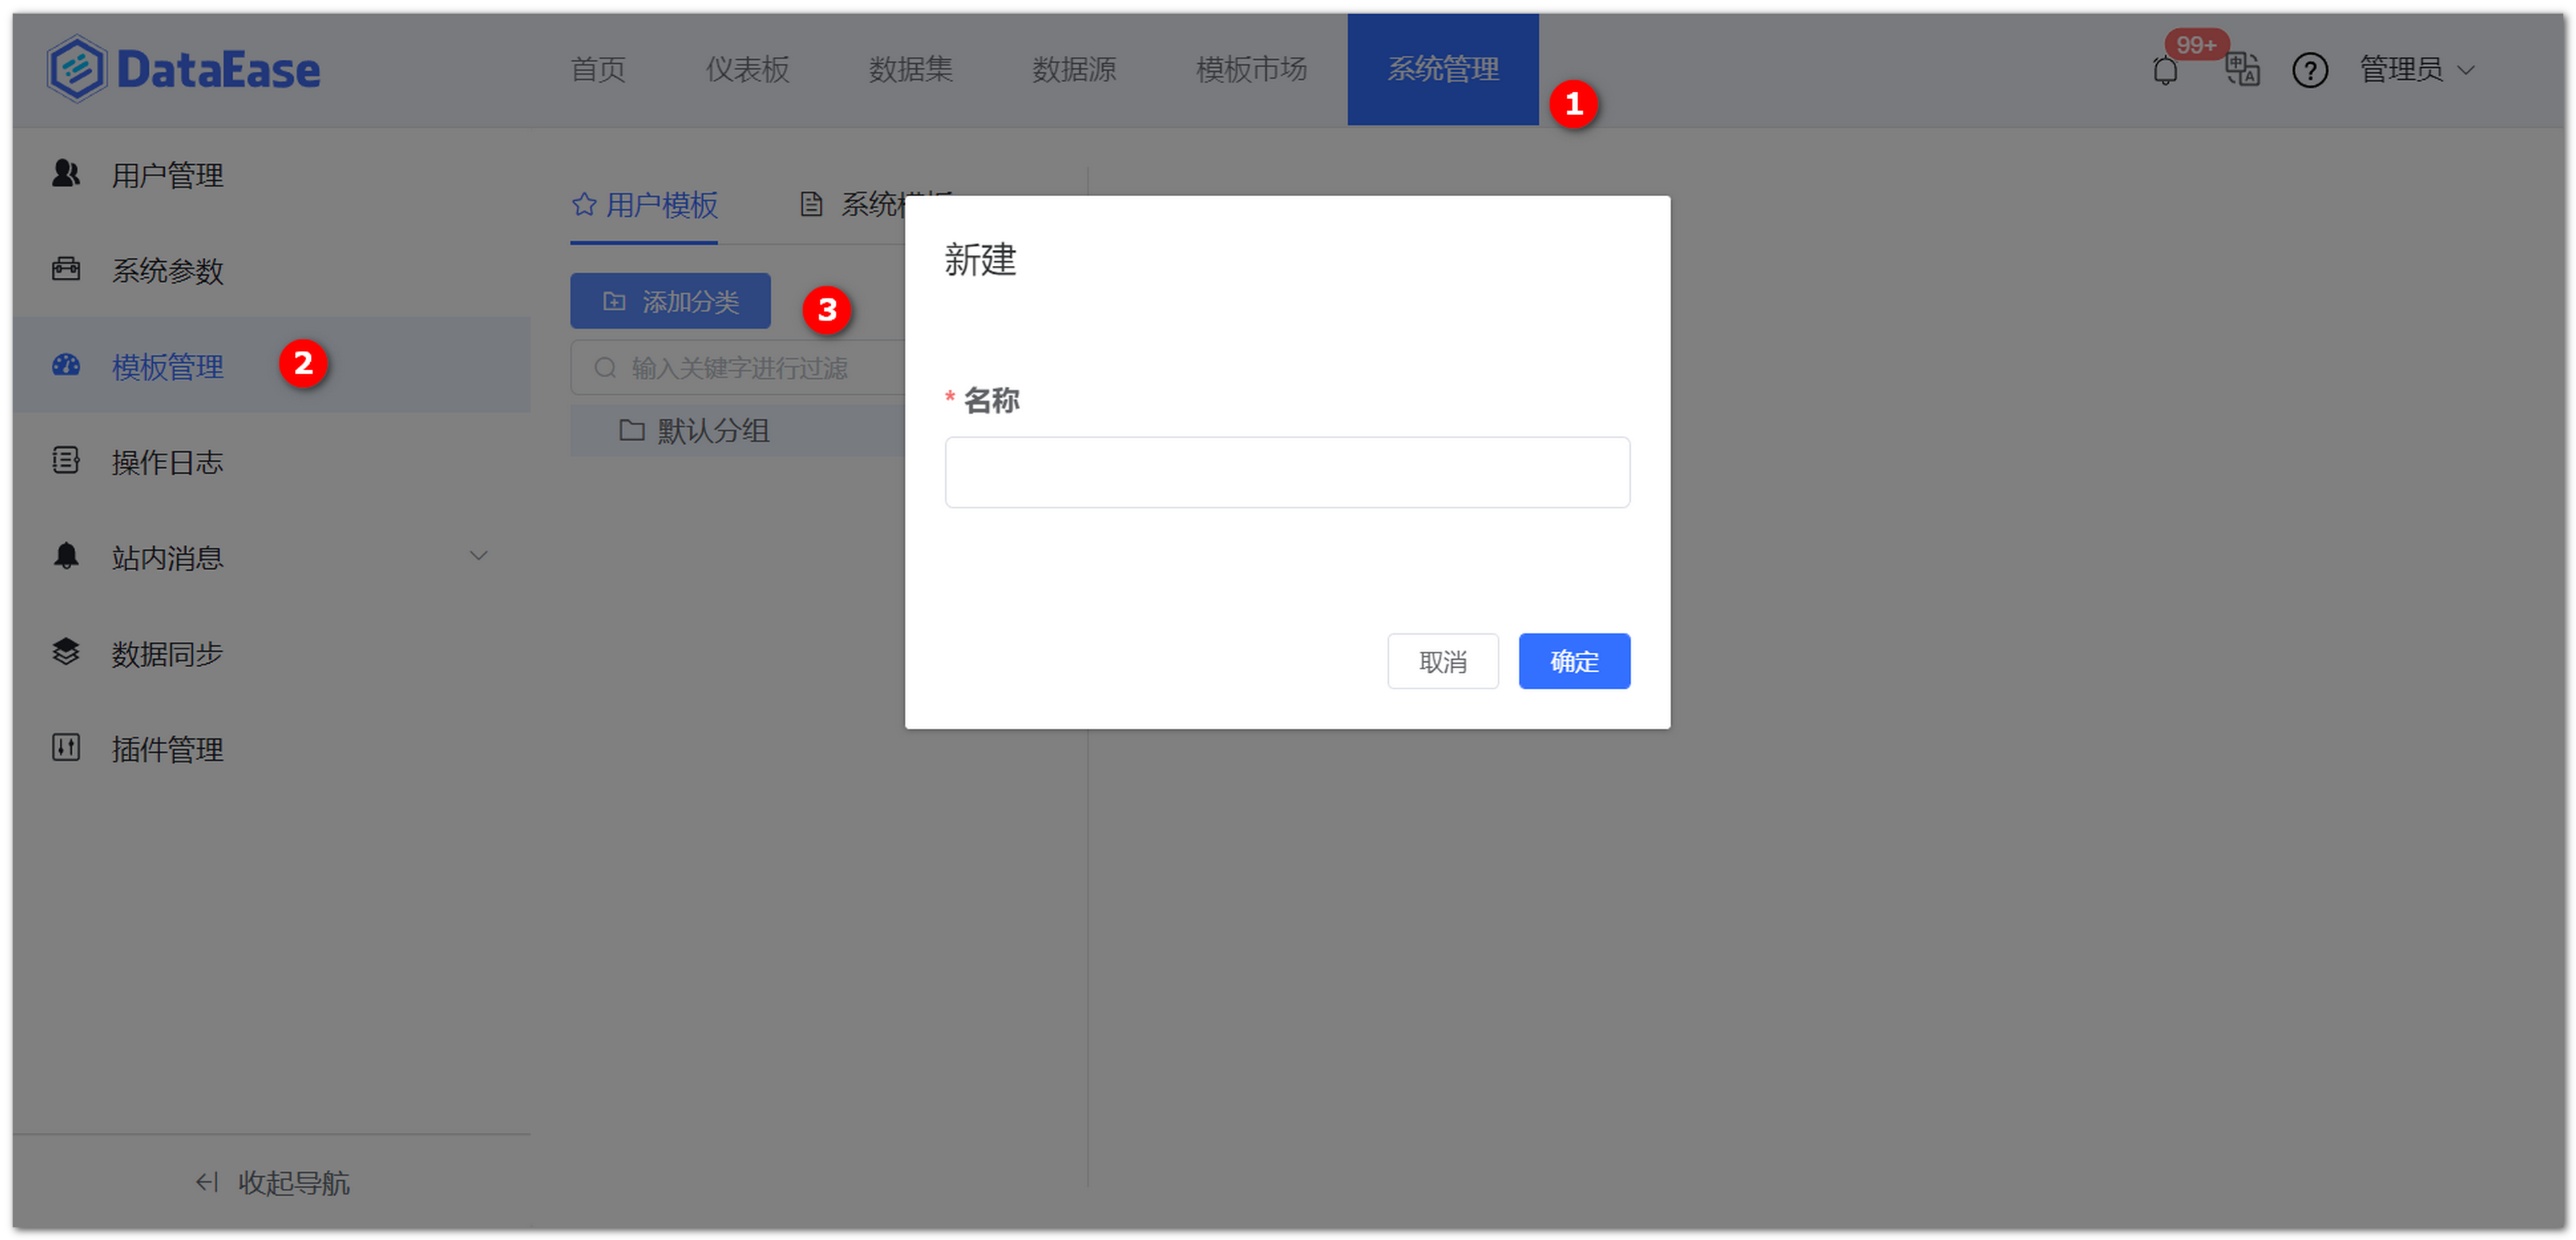 DataEase
首页
仪表板
数据集
数据源
模板市场
系统管理
1
99+
管理员
用户管理
系统参数
模板管理
2
操作日志
站内消息
数据同步
插件管理
收起导航
用户模板
系统模板
添加分类
3
输入关键字进行过滤
默认分组
新建
* 名称
取消
确定